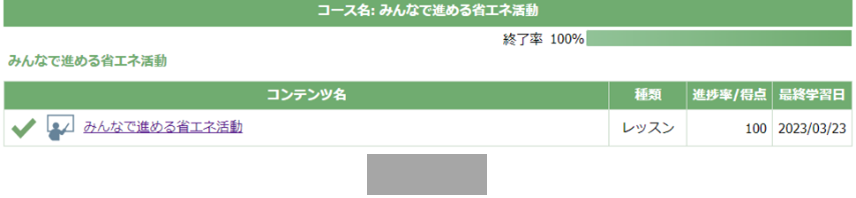 コース名: みんなで進める省エネ活動
終了率 100%
みんなで進める省エネ活動
コンテンツ名 種類 進捗率/得点 最終学習日
みんなで進める省エネ活動 レッスン 100 2023/03/23